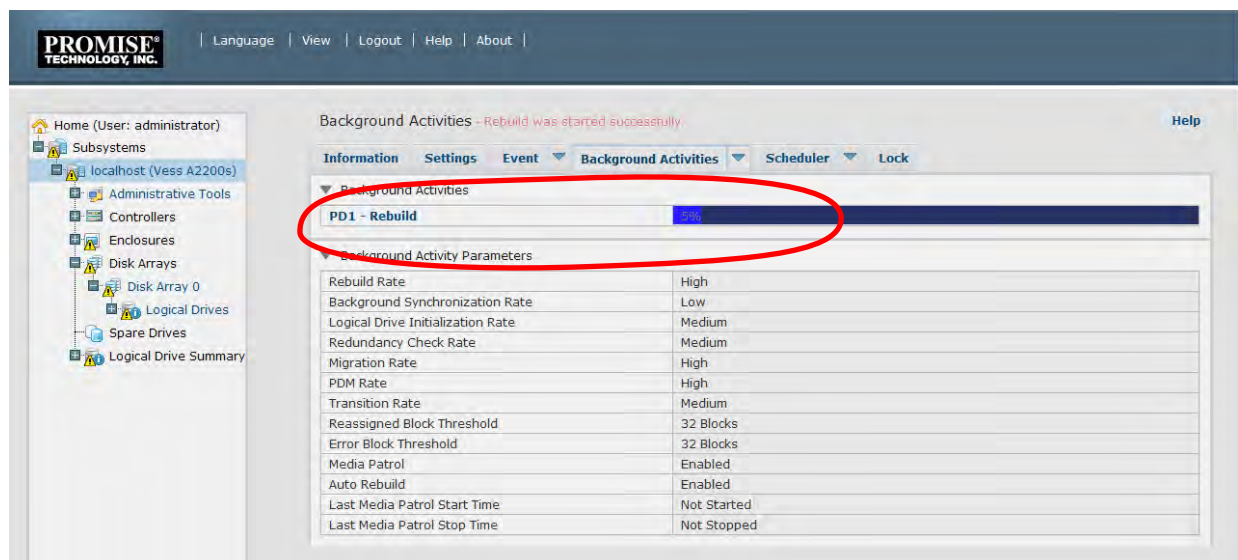 PROMISE®
TECHNOLOGY, INC.
| Language | View | Logout | Help | About |
Home (User: administrator)
Subsystems
localhost (Vess A2200s)
Administrative Tools
Controllers
Enclosures
Disk Arrays
Disk Array 0
Logical Drives
Spare Drives
Logical Drive Summary
Background Activities - Rebuild was started successfully
Help
Information Settings Event Background Activities Scheduler Lock
Background Activities
PD1 - Rebuild 5%
Background Activity Parameters
Rebuild Rate High
Background Synchronization Rate Low
Logical Drive Initialization Rate Medium
Redundancy Check Rate Medium
Migration Rate High
PDM Rate High
Transition Rate Medium
Reassigned Block Threshold 32 Blocks
Error Block Threshold 32 Blocks
Media Patrol Enabled
Auto Rebuild Enabled
Last Media Patrol Start Time Not Started
Last Media Patrol Stop Time Not Stopped